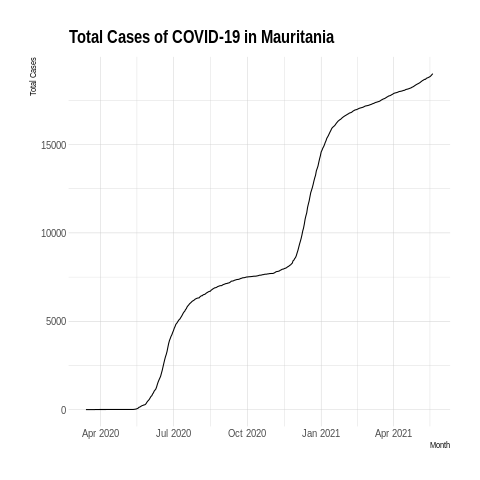 Total Cases of COVID-19 in Mauritania
Total Cases
15000
10000
5000
0
Apr 2020 Jul 2020 Oct 2020 Jan 2021 Apr 2021
Month